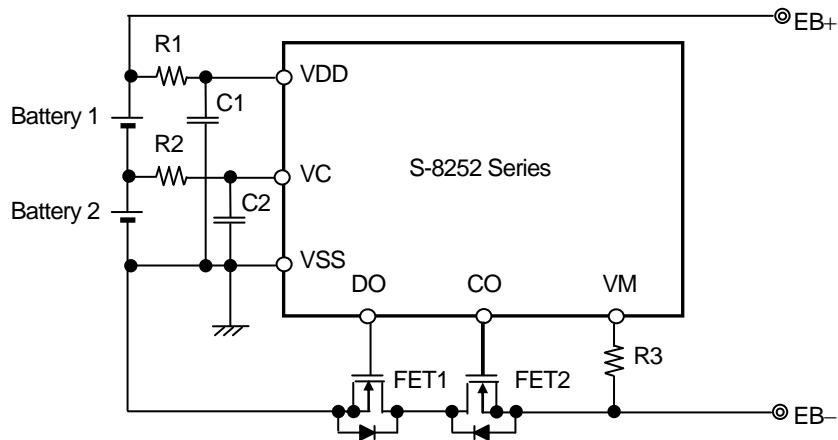 EB+
R1
VDD
C1
Battery 1
R2
VC
S-8252 Series
Battery 2
C2
VSS
DO
CO
VM
R3
FET1
FET2
EB−